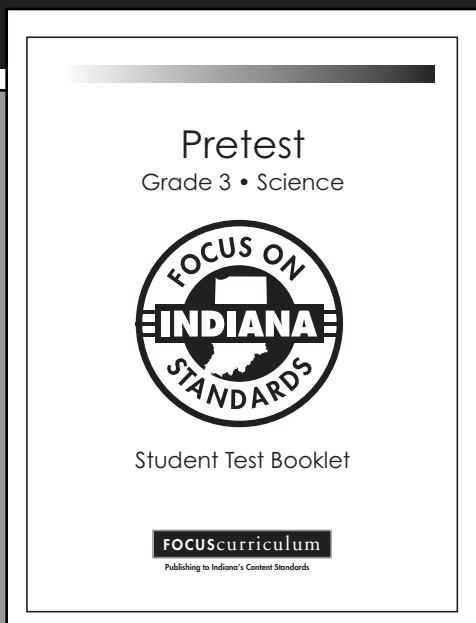 Pretest
Grade 3 • Science
FOCUS ON
INDIANA
STANDARDS
Student Test Booklet
FOCUScurriculum
Publishing to Indiana's Content Standards